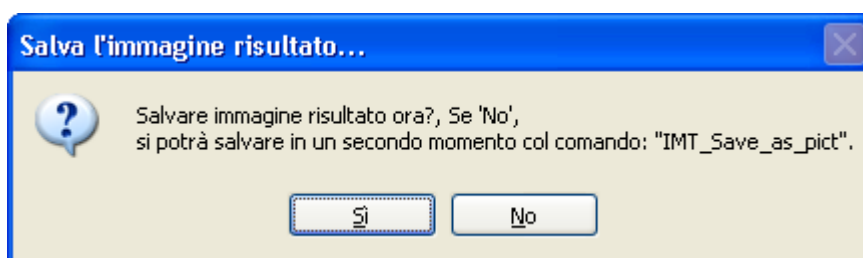 Salva l'immagine risultato...
Salvare immagine risultato ora?, Se 'No',
si potrà salvare in un secondo momento col comando: "IMT_Save_as_pict".
Sì
No